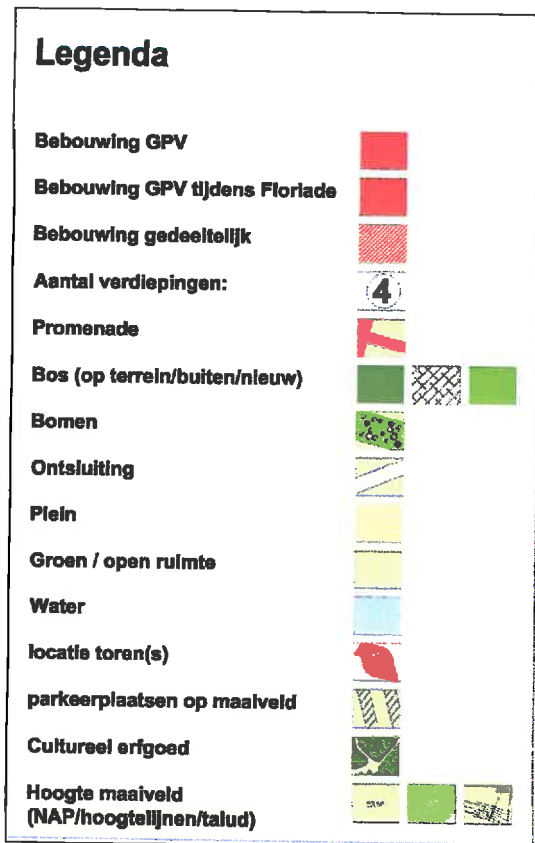 Legenda
Bebouwing GPV
Bebouwing GPV tijdens Floriade
Bebouwing gedeeltelijk
Aantal verdiepingen: 4
Promenade
Bos (op terrein/buiten/nieuw)
Bomen
Ontsluiting
Plein
Groen / open ruimte
Water
locatie toren(s)
parkeerplaatsen op maaiveld
Cultureel erfgoed
Hoogte maaiveld
(NAP/hoogtelijnen/talud)